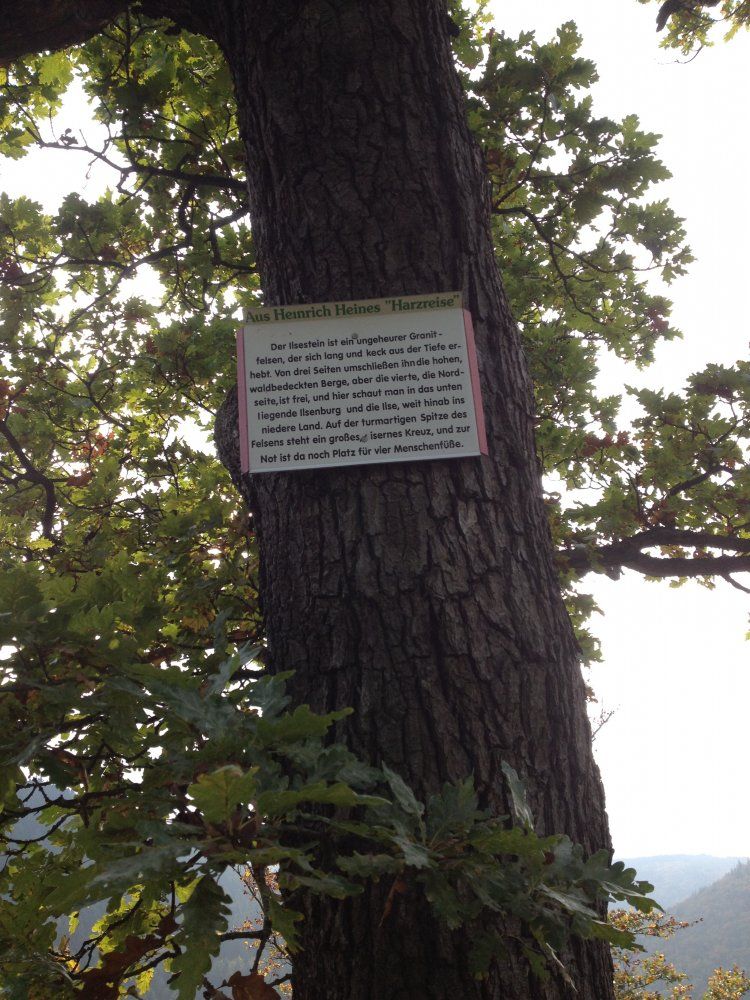 Aus Heinrich Heines "Harzreise"
Der Ilsestein ist ein ungeheurer Granit-
felsen, der sich lang und keck aus der Tiefe er-
hebt. Von drei Seiten umschließen ihn die hohen,
waldbedeckten Berge, aber die vierte, die Nord-
seite, ist frei, und hier schaut man in das unten
liegende Ilsenburg und die Ilse, weit hinab ins
niedere Land. Auf der turmartigen Spitze des
Felsens steht ein großes, isernes Kreuz, und zur
Not ist da noch Platz für vier Menschenfüße.